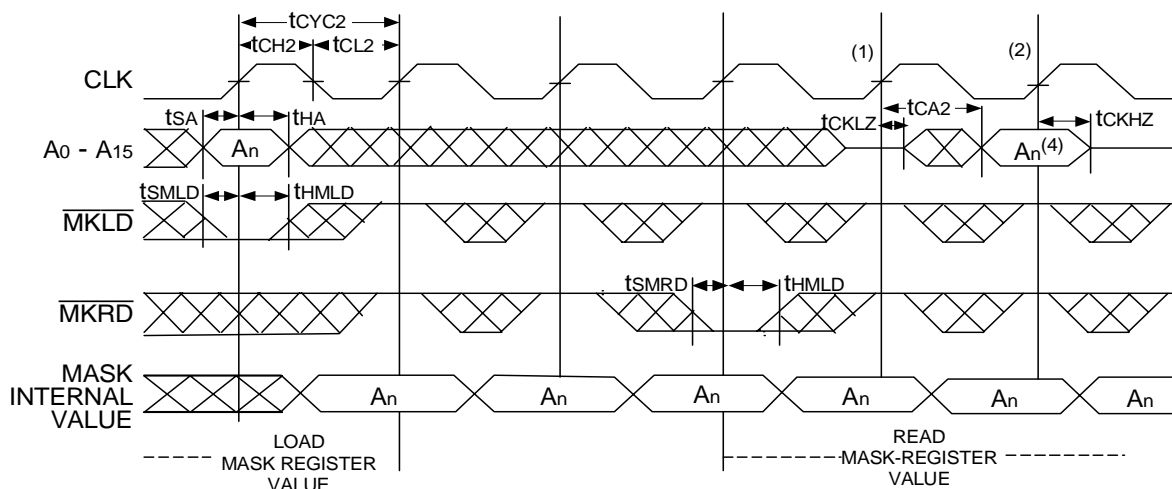 tCYC2
tCH2 tCL2
(1) (2)
CLK
tSA tHA tCKLZ tCA2 tCKHZ
A0 - A15 An An(4)
tSMLD tHMLD
MKLD
tSMRD tHMLD
MKRD
MASK
INTERNAL
VALUE
An An An An An An
LOAD
MASK REGISTER
VALUE
READ
MASK-REGISTER
VALUE